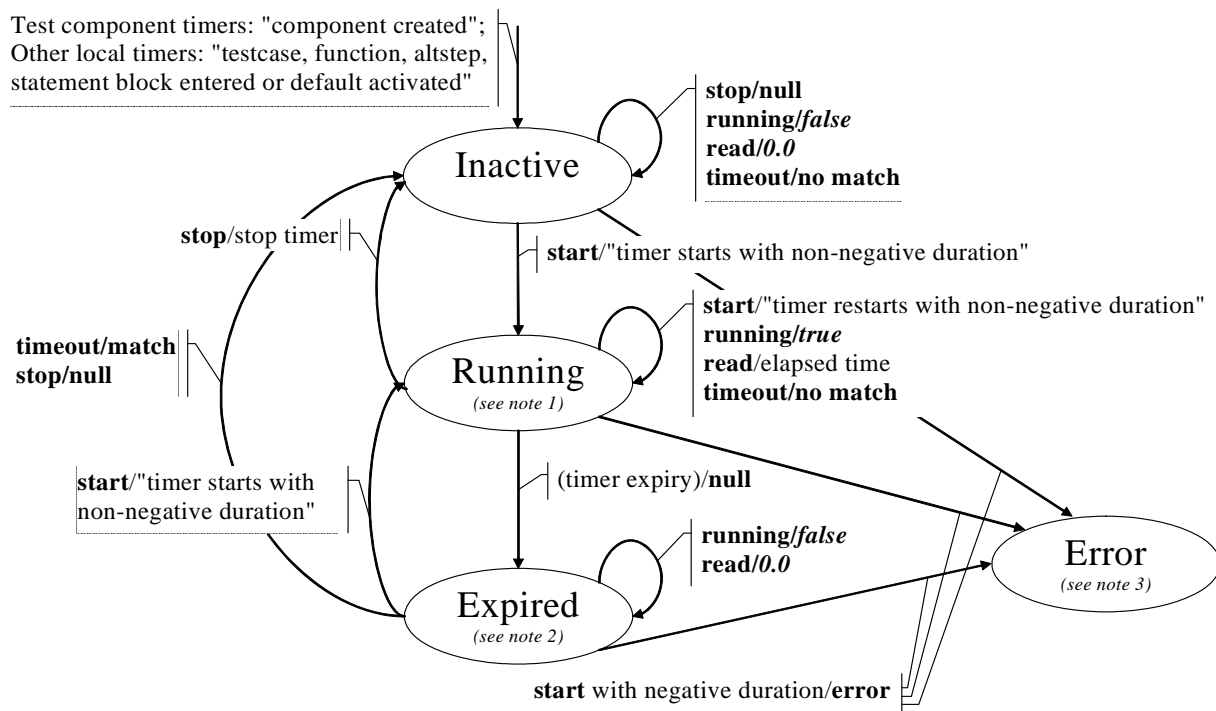 Test component timers: "component created";
Other local timers: "testcase, function, altstep,
statement block entered or default activated"
stop/null
running/false
read/0.0
timeout/no match
Inactive
stop/stop timer
start/"timer starts with non-negative duration"
start/"timer restarts with non-negative duration"
running/true
read/elapsed time
timeout/no match
timeout/match
stop/null
Running
(see note 1)
start/"timer starts with
non-negative duration"
(timer expiry)/null
running/false
read/0.0
Error
(see note 3)
Expired
(see note 2)
start with negative duration/error